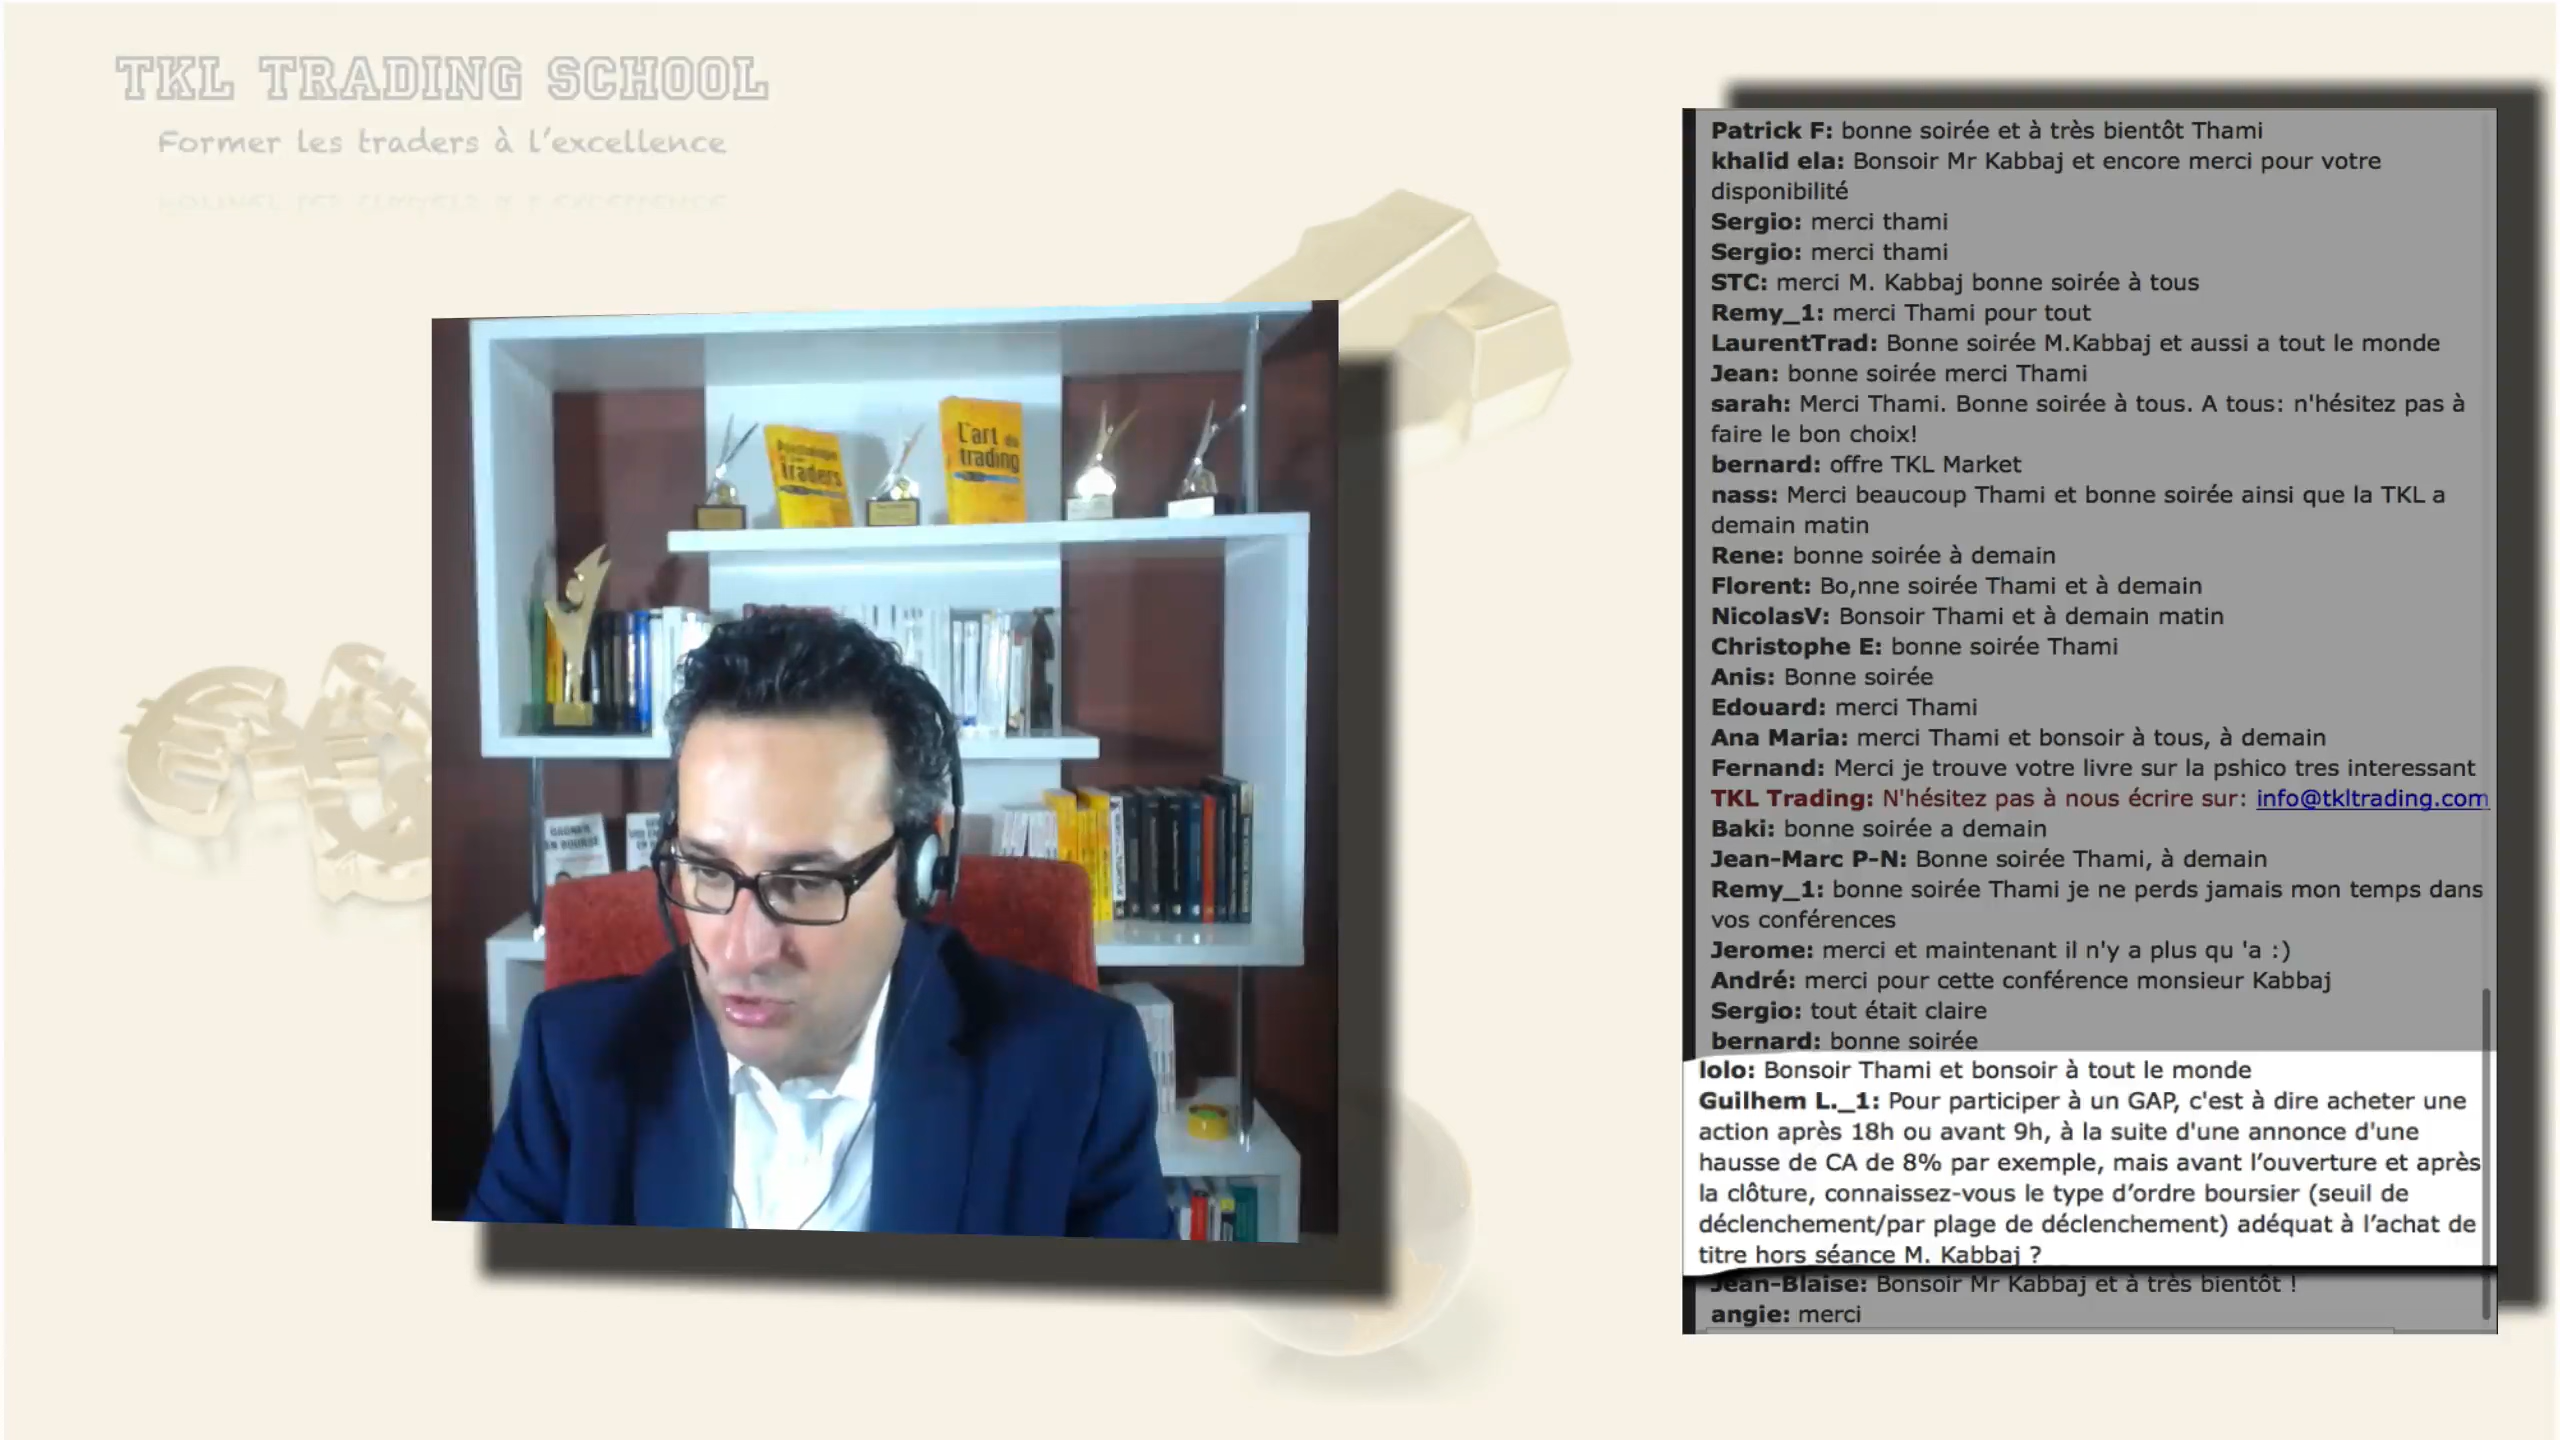 TKL TRADING SCHOOL
Former les traders à l'excellence
Psychologie
traders
L'art du
trading
GAGNER
EN BOURSE
Patrick F: bonne soirée et à très bientôt Thami
khalid ela: Bonsoir Mr Kabbaj et encore merci pour votre
disponibilité
Sergio: merci thami
Sergio: merci thami
STC: merci M. Kabbaj bonne soirée à tous
Remy_1: merci Thami pour tout
LaurentTrad: Bonne soirée M.Kabbaj et aussi a tout le monde
Jean: bonne soirée merci Thami
sarah: Merci Thami. Bonne soirée à tous. A tous: n'hésitez pas à
faire le bon choix!
bernard: offre TKL Market
nass: Merci beaucoup Thami et bonne soirée ainsi que la TKL a
demain matin
Rene: bonne soirée à demain
Florent: Bo,nne soirée Thami et à demain
NicolasV: Bonsoir Thami et à demain matin
Christophe E: bonne soirée Thami
Anis: Bonne soirée
Edouard: merci Thami
Ana Maria: merci Thami et bonsoir à tous, à demain
Fernand: Merci je trouve votre livre sur la pshico tres interessant
TKL Trading: N'hésitez pas à nous écrire sur: info@tkltrading.com
Baki: bonne soirée a demain
Jean-Marc P-N: Bonne soirée Thami, à demain
Remy_1: bonne soirée Thami je ne perds jamais mon temps dans
vos conférences
Jerome: merci et maintenant il n'y a plus qu 'a :)
André: merci pour cette conférence monsieur Kabbaj
Sergio: tout était claire
bernard: bonne soirée
lolo: Bonsoir Thami et bonsoir à tout le monde
Guilhem L._1: Pour participer à un GAP, c'est à dire acheter une
action après 18h ou avant 9h, à la suite d'une annonce d'une
hausse de CA de 8% par exemple, mais avant l’ouverture et après
la clôture, connaissez-vous le type d’ordre boursier (seuil de
déclenchement/par plage de déclenchement) adéquat à l’achat de
titre hors séance M. Kabbaj ?
Jean-Blaise: Bonsoir Mr Kabbaj et à très bientôt !
angie: merci